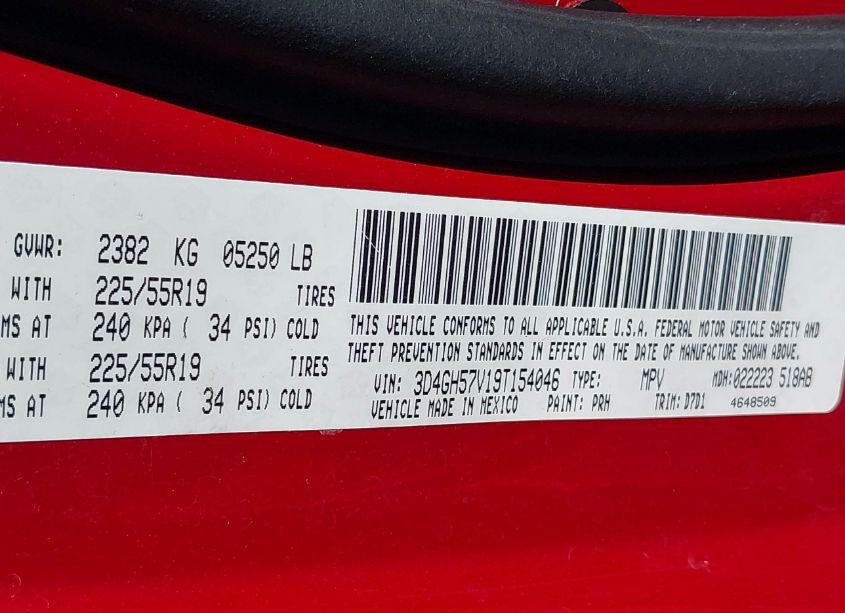 GVWR: 2382 KG 05250 LB
WITH 225/55R19 TIRES
MS AT 240 KPA ( 34 PSI) COLD
WITH 225/55R19 TIRES
MS AT 240 KPA ( 34 PSI) COLD
THIS VEHICLE CONFORMS TO ALL APPLICABLE U.S.A. FEDERAL MOTOR VEHICLE SAFETY AND
THEFT PREVENTION STANDARDS IN EFFECT ON THE DATE OF MANUFACTURE SHOWN ABOVE.
VIN: 3D4GH57V19T154046 TYPE: MPV MDH:022223 518AB
VEHICLE MADE IN MEXICO PAINT: PRH TRIM: D7D1 4648509